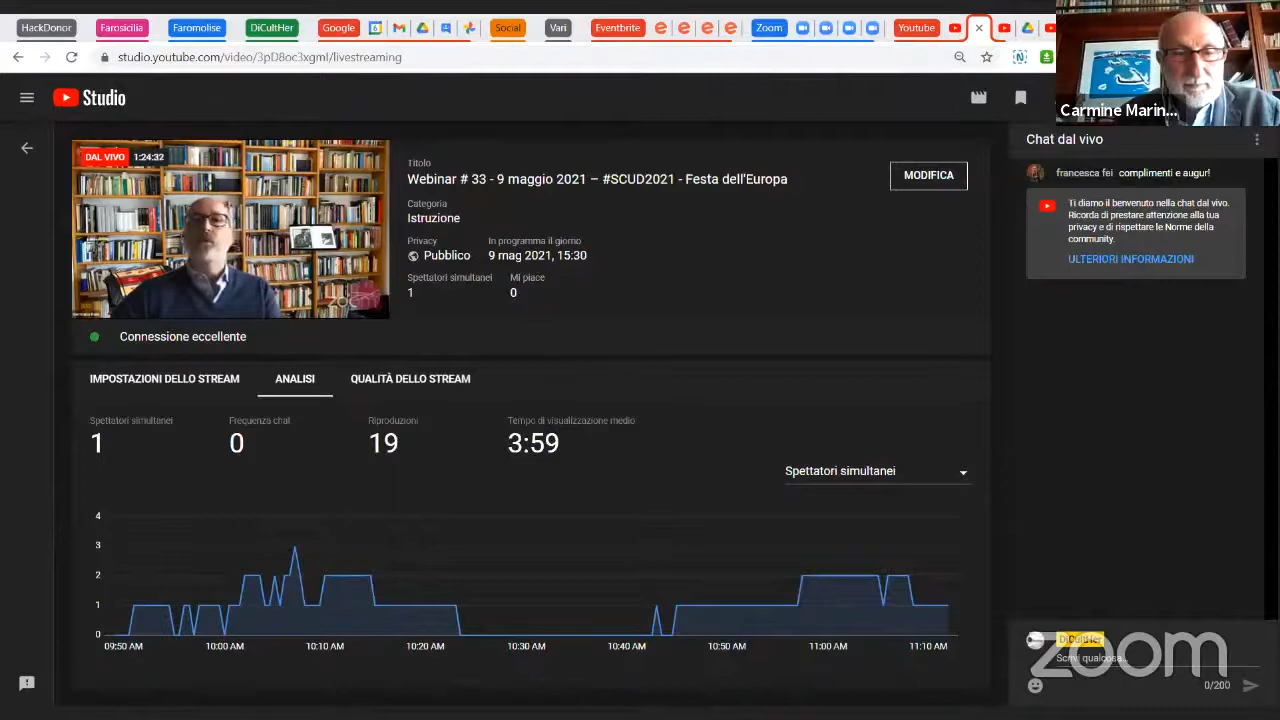 HackDonor Farosicilia Faromolise DiCultHer Google Social Vari Eventbrite Zoom Youtube
studio.youtube.com/video/3pD8oc3xgmI/livestreaming
Studio
Carmine Marin...
DAL VIVO 1:24:32
zoom
Titolo
Webinar # 33 - 9 maggio 2021 – #SCUD2021 - Festa dell'Europa
MODIFICA
Categoria
Istruzione
Privacy In programma il giorno
Pubblico 9 mag 2021, 15:30
Spettatori simultanei Mi piace
1 0
Connessione eccellente
Chat dal vivo
francesca fei complimenti e augur!
Ti diamo il benvenuto nella chat dal vivo.
Ricorda di prestare attenzione alla tua
privacy e di rispettare le Norme della
community.
ULTERIORI INFORMAZIONI
IMPOSTAZIONI DELLO STREAM ANALISI QUALITÀ DELLO STREAM
Spettatori simultanei Frequenza chat Riproduzioni Tempo di visualizzazione medio
1 0 19 3:59
Spettatori simultanei
4
3
2
1
0
09:50 AM 10:00 AM 10:10 AM 10:20 AM 10:30 AM 10:40 AM 10:50 AM 11:00 AM 11:10 AM
DiCultHer
Scrivi qualcosa...
zoom
0/200